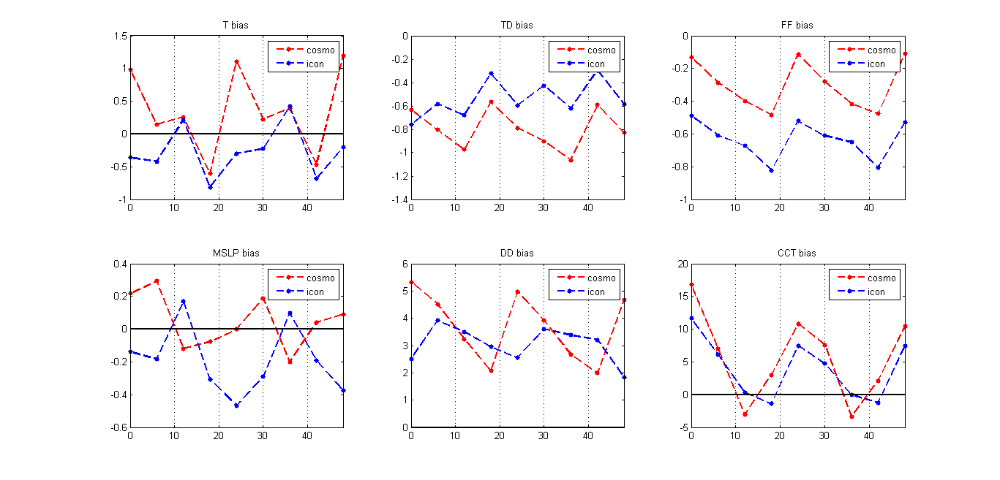 T bias
TD bias
FF bias
1.5
1
0.5
0
-0.5
-1
0 10 20 30 40
cosmo
icon
0
-0.2
-0.4
-0.6
-0.8
-1
-1.2
-1.4
0 10 20 30 40
cosmo
icon
0
-0.2
-0.4
-0.6
-0.8
-1
0 10 20 30 40
cosmo
icon
MSLP bias
DD bias
CCT bias
0.4
0.2
0
-0.2
-0.4
-0.6
0 10 20 30 40
cosmo
icon
6
5
4
3
2
1
0
0 10 20 30 40
cosmo
icon
20
15
10
5
0
-5
0 10 20 30 40
cosmo
icon